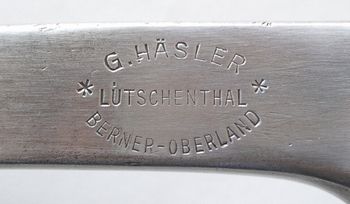 G. HÄSLER
* LÜTSCHENTHAL *
BERNER-OBERLAND